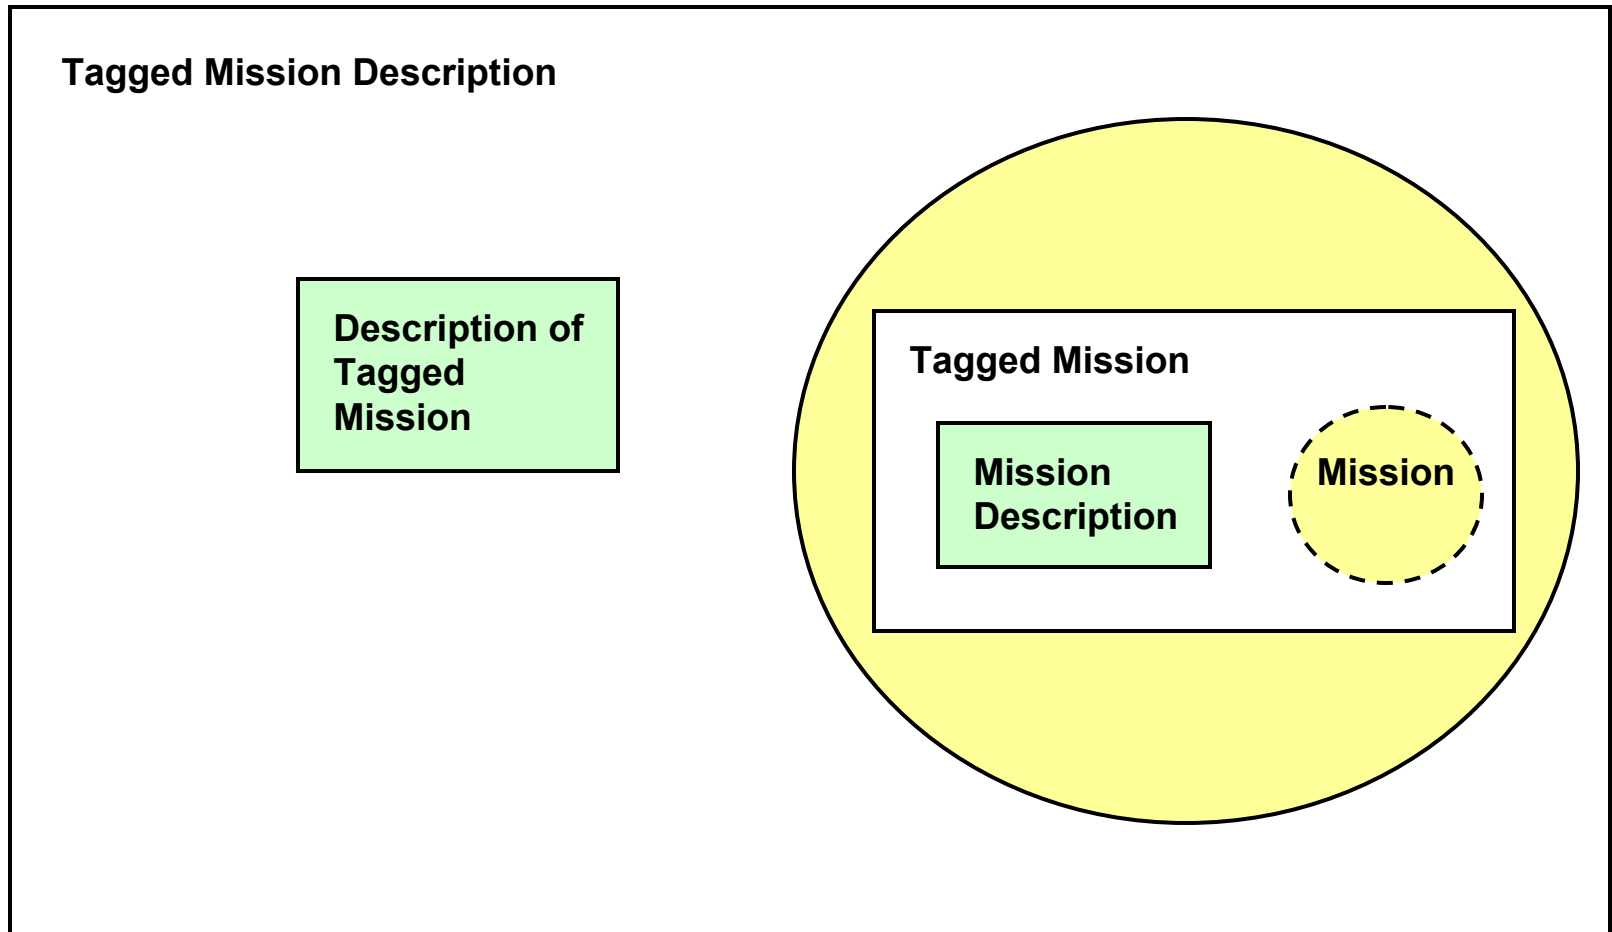 Tagged Mission Description
Description of
Tagged
Mission
Tagged Mission
Mission
Description
Mission